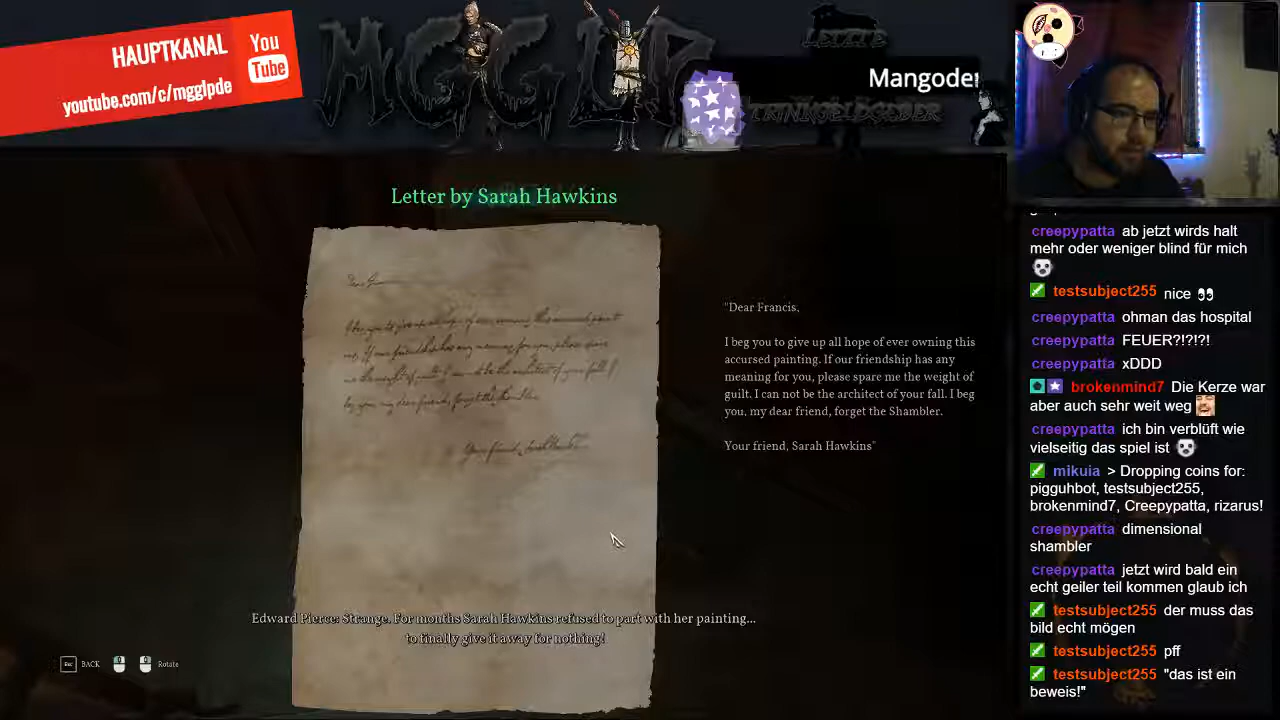 HAUPTKANAL
You
Tube
youtube.com/c/mgglpde
MGGLP
LETZTE
TRINKGELDGEBER
Mangode
Letter by Sarah Hawkins
"Dear Francis,
I beg you to give up all hope of ever owning this
accursed painting. If our friendship has any
meaning for you, please spare me the weight of
guilt. I can not be the architect of your fall. I beg
you, my dear friend, forget the Shambler.
Your friend, Sarah Hawkins"
Edward Pierce: Strange. For months Sarah Hawkins refused to part with her painting...
to finally give it away for nothing!
Esc BACK
Rotate
creepypatta ab jetzt wirds halt
mehr oder weniger blind für mich
testsubject255 nice
creepypatta ohman das hospital
creepypatta FEUER?!?!?!
creepypatta xDDD
brokenmind7 Die Kerze war
aber auch sehr weit weg
creepypatta ich bin verblüft wie
vielseitig das spiel ist
mikuia > Dropping coins for:
pigguhbot, testsubject255,
brokenmind7, Creepypatta, rizarus!
creepypatta dimensional
shambler
creepypatta jetzt wird bald ein
echt geiler teil kommen glaub ich
testsubject255 der muss das
bild echt mögen
testsubject255 pff
testsubject255 "das ist ein
beweis!"